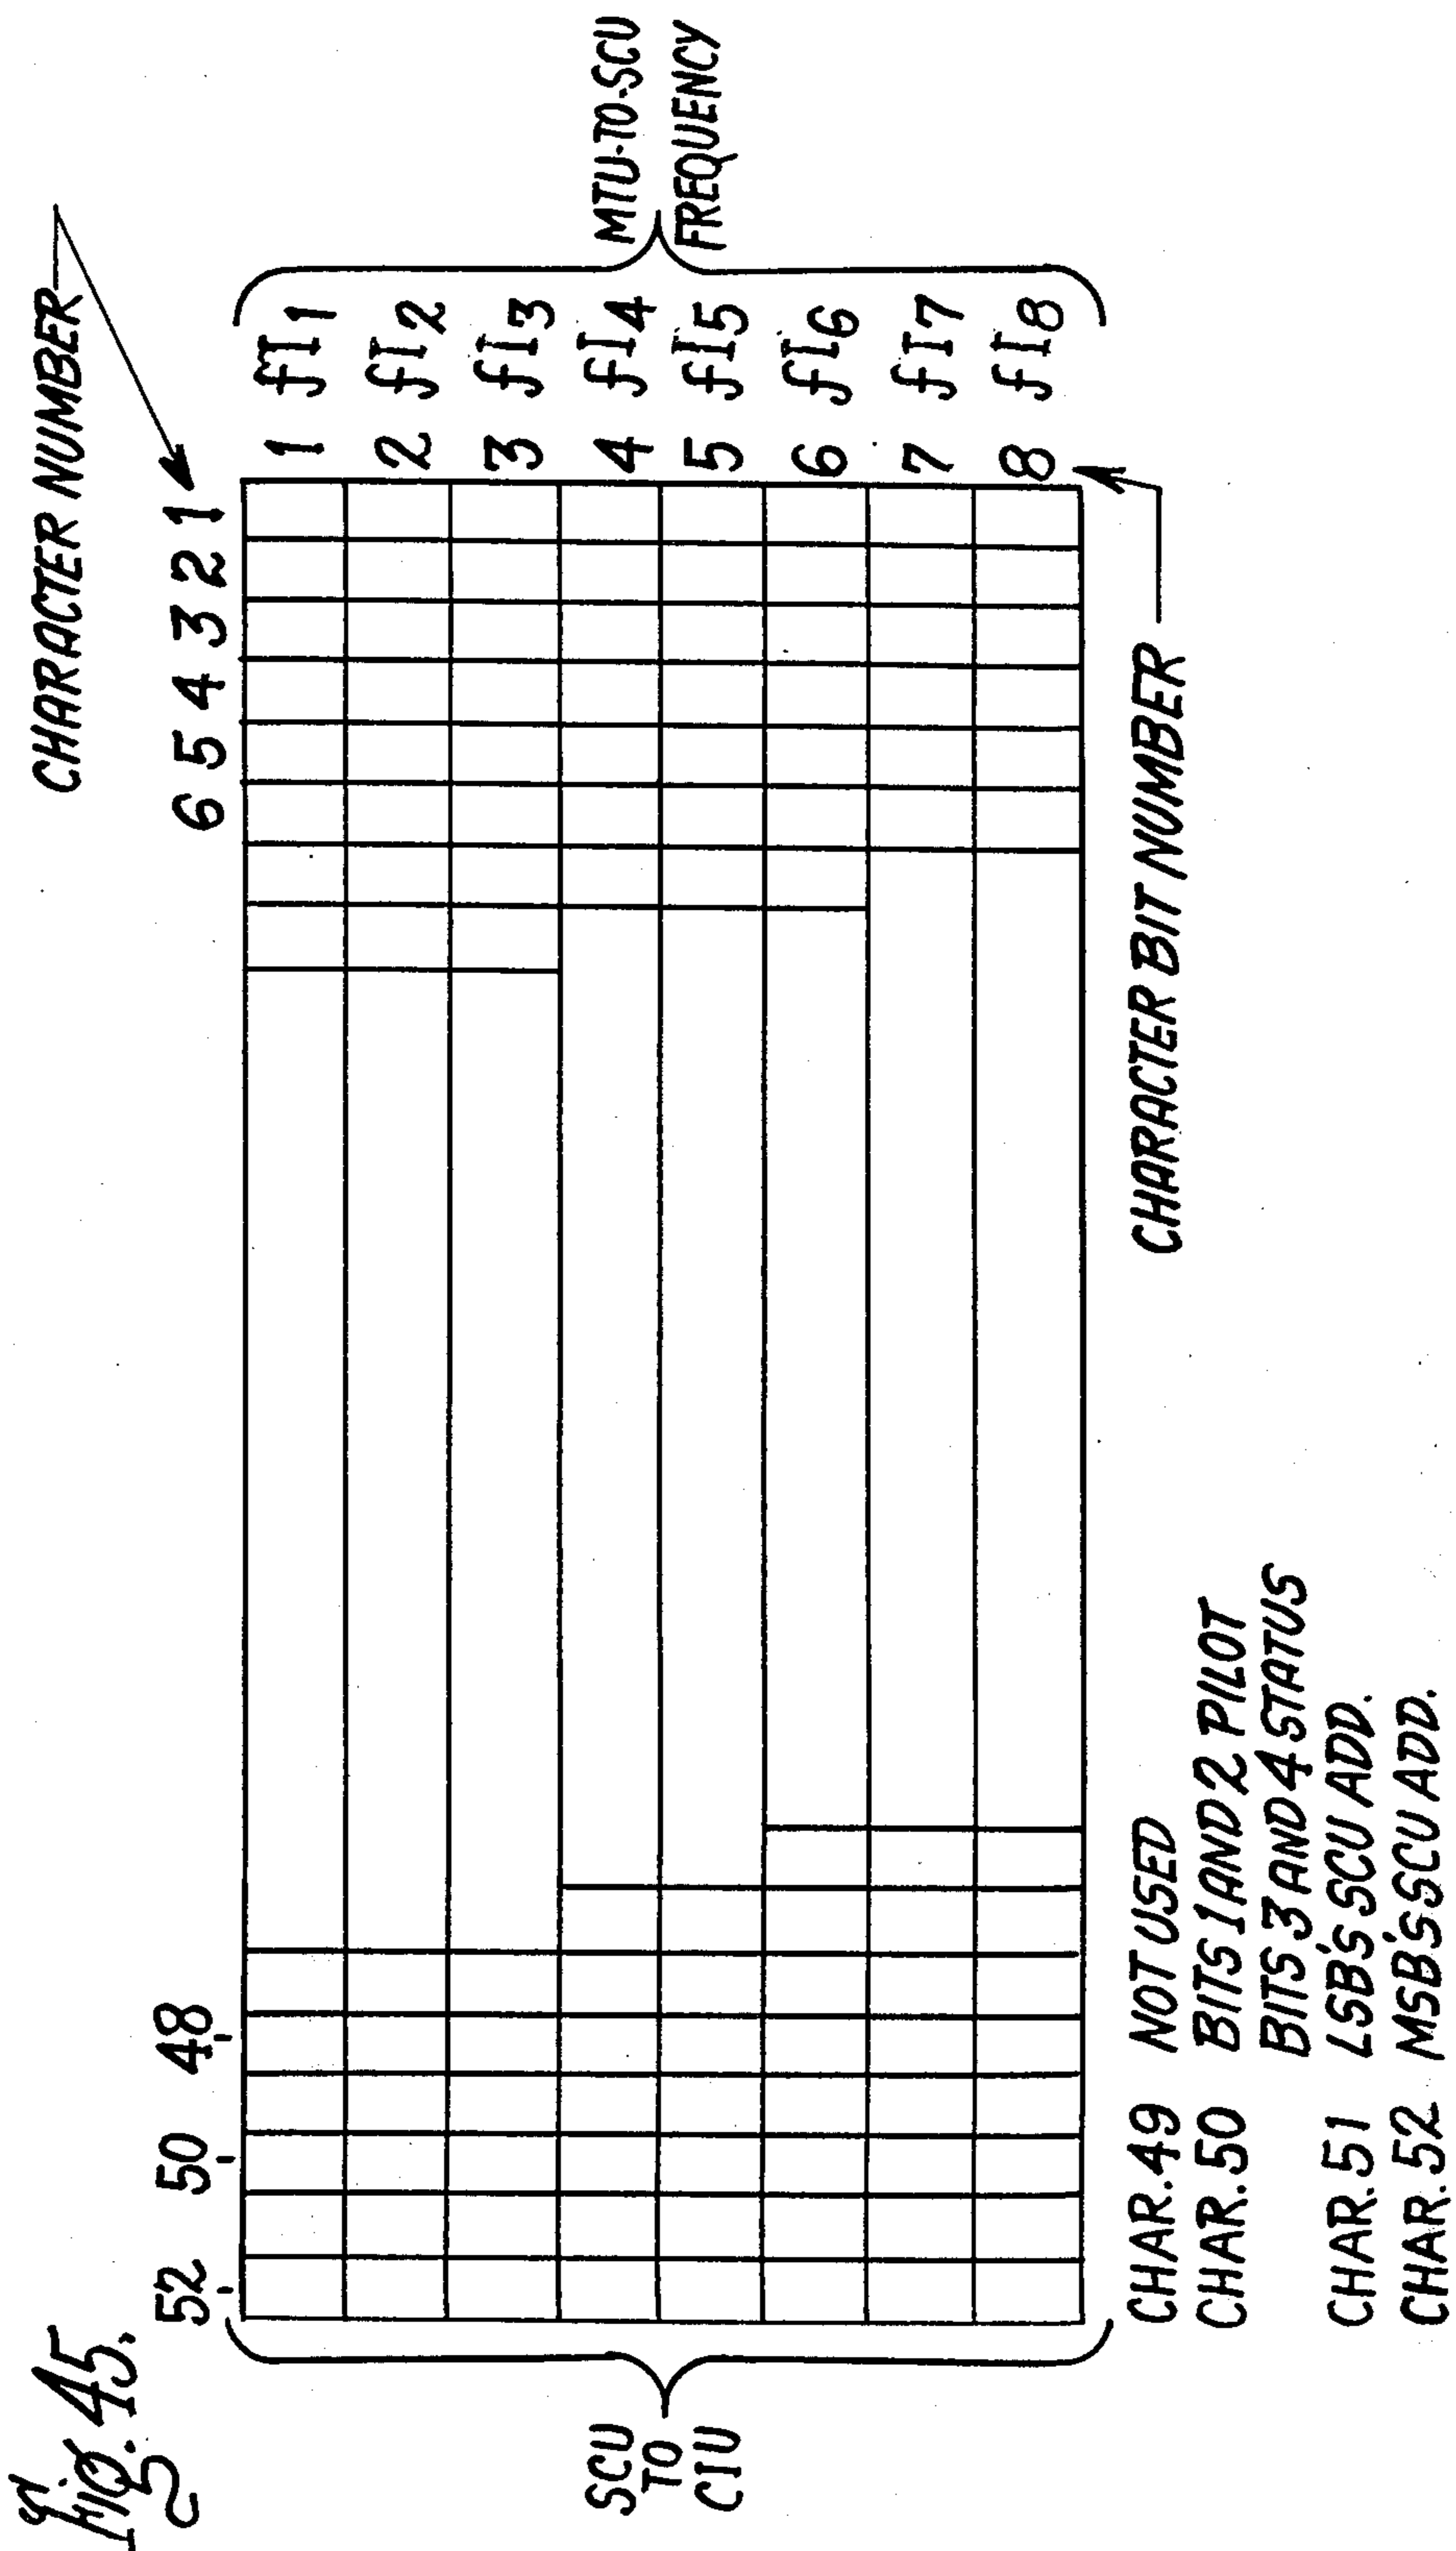 Fig. 45.
CHARACTER NUMBER
52 50 48 6 5 4 3 2 1
1 fI1
2 fI2
3 fI3
4 fI4
5 fI5
6 fI6
7 fI7
8 fI8
MTU-TO-SCU
FREQUENCY
SCU
TO
CIU
CHARACTER BIT NUMBER
CHAR. 49 NOT USED
CHAR. 50 BITS 1 AND 2 PILOT
BITS 3 AND 4 STATUS
CHAR. 51 LSB'S SCU ADD.
CHAR. 52 MSB'S SCU ADD.